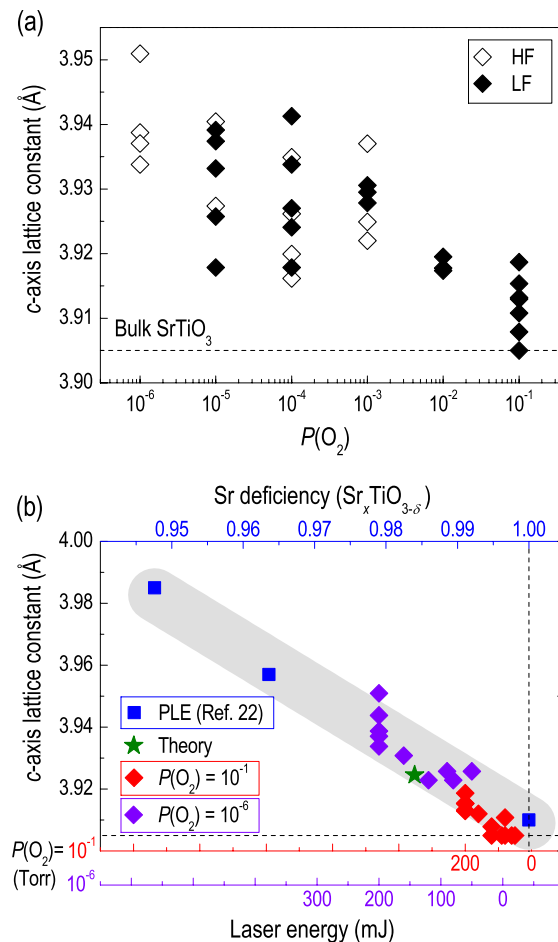 (a)
c-axis lattice constant (Å)
3.95
3.94
3.93
3.92
3.91
3.90
HF
LF
Bulk SrTiO3
10-6
10-5
10-4
10-3
10-2
10-1
P(O2)
(b)
Sr deficiency (SrxTiO3-δ)
0.95 0.96 0.97 0.98 0.99 1.00
c-axis lattice constant (Å)
4.00
3.98
3.96
3.94
3.92
PLE (Ref. 22)
Theory
P(O2) = 10-1
P(O2) = 10-6
P(O2)= 10-1
(Torr)
200 0
10-6
300 200 100 0
Laser energy (mJ)